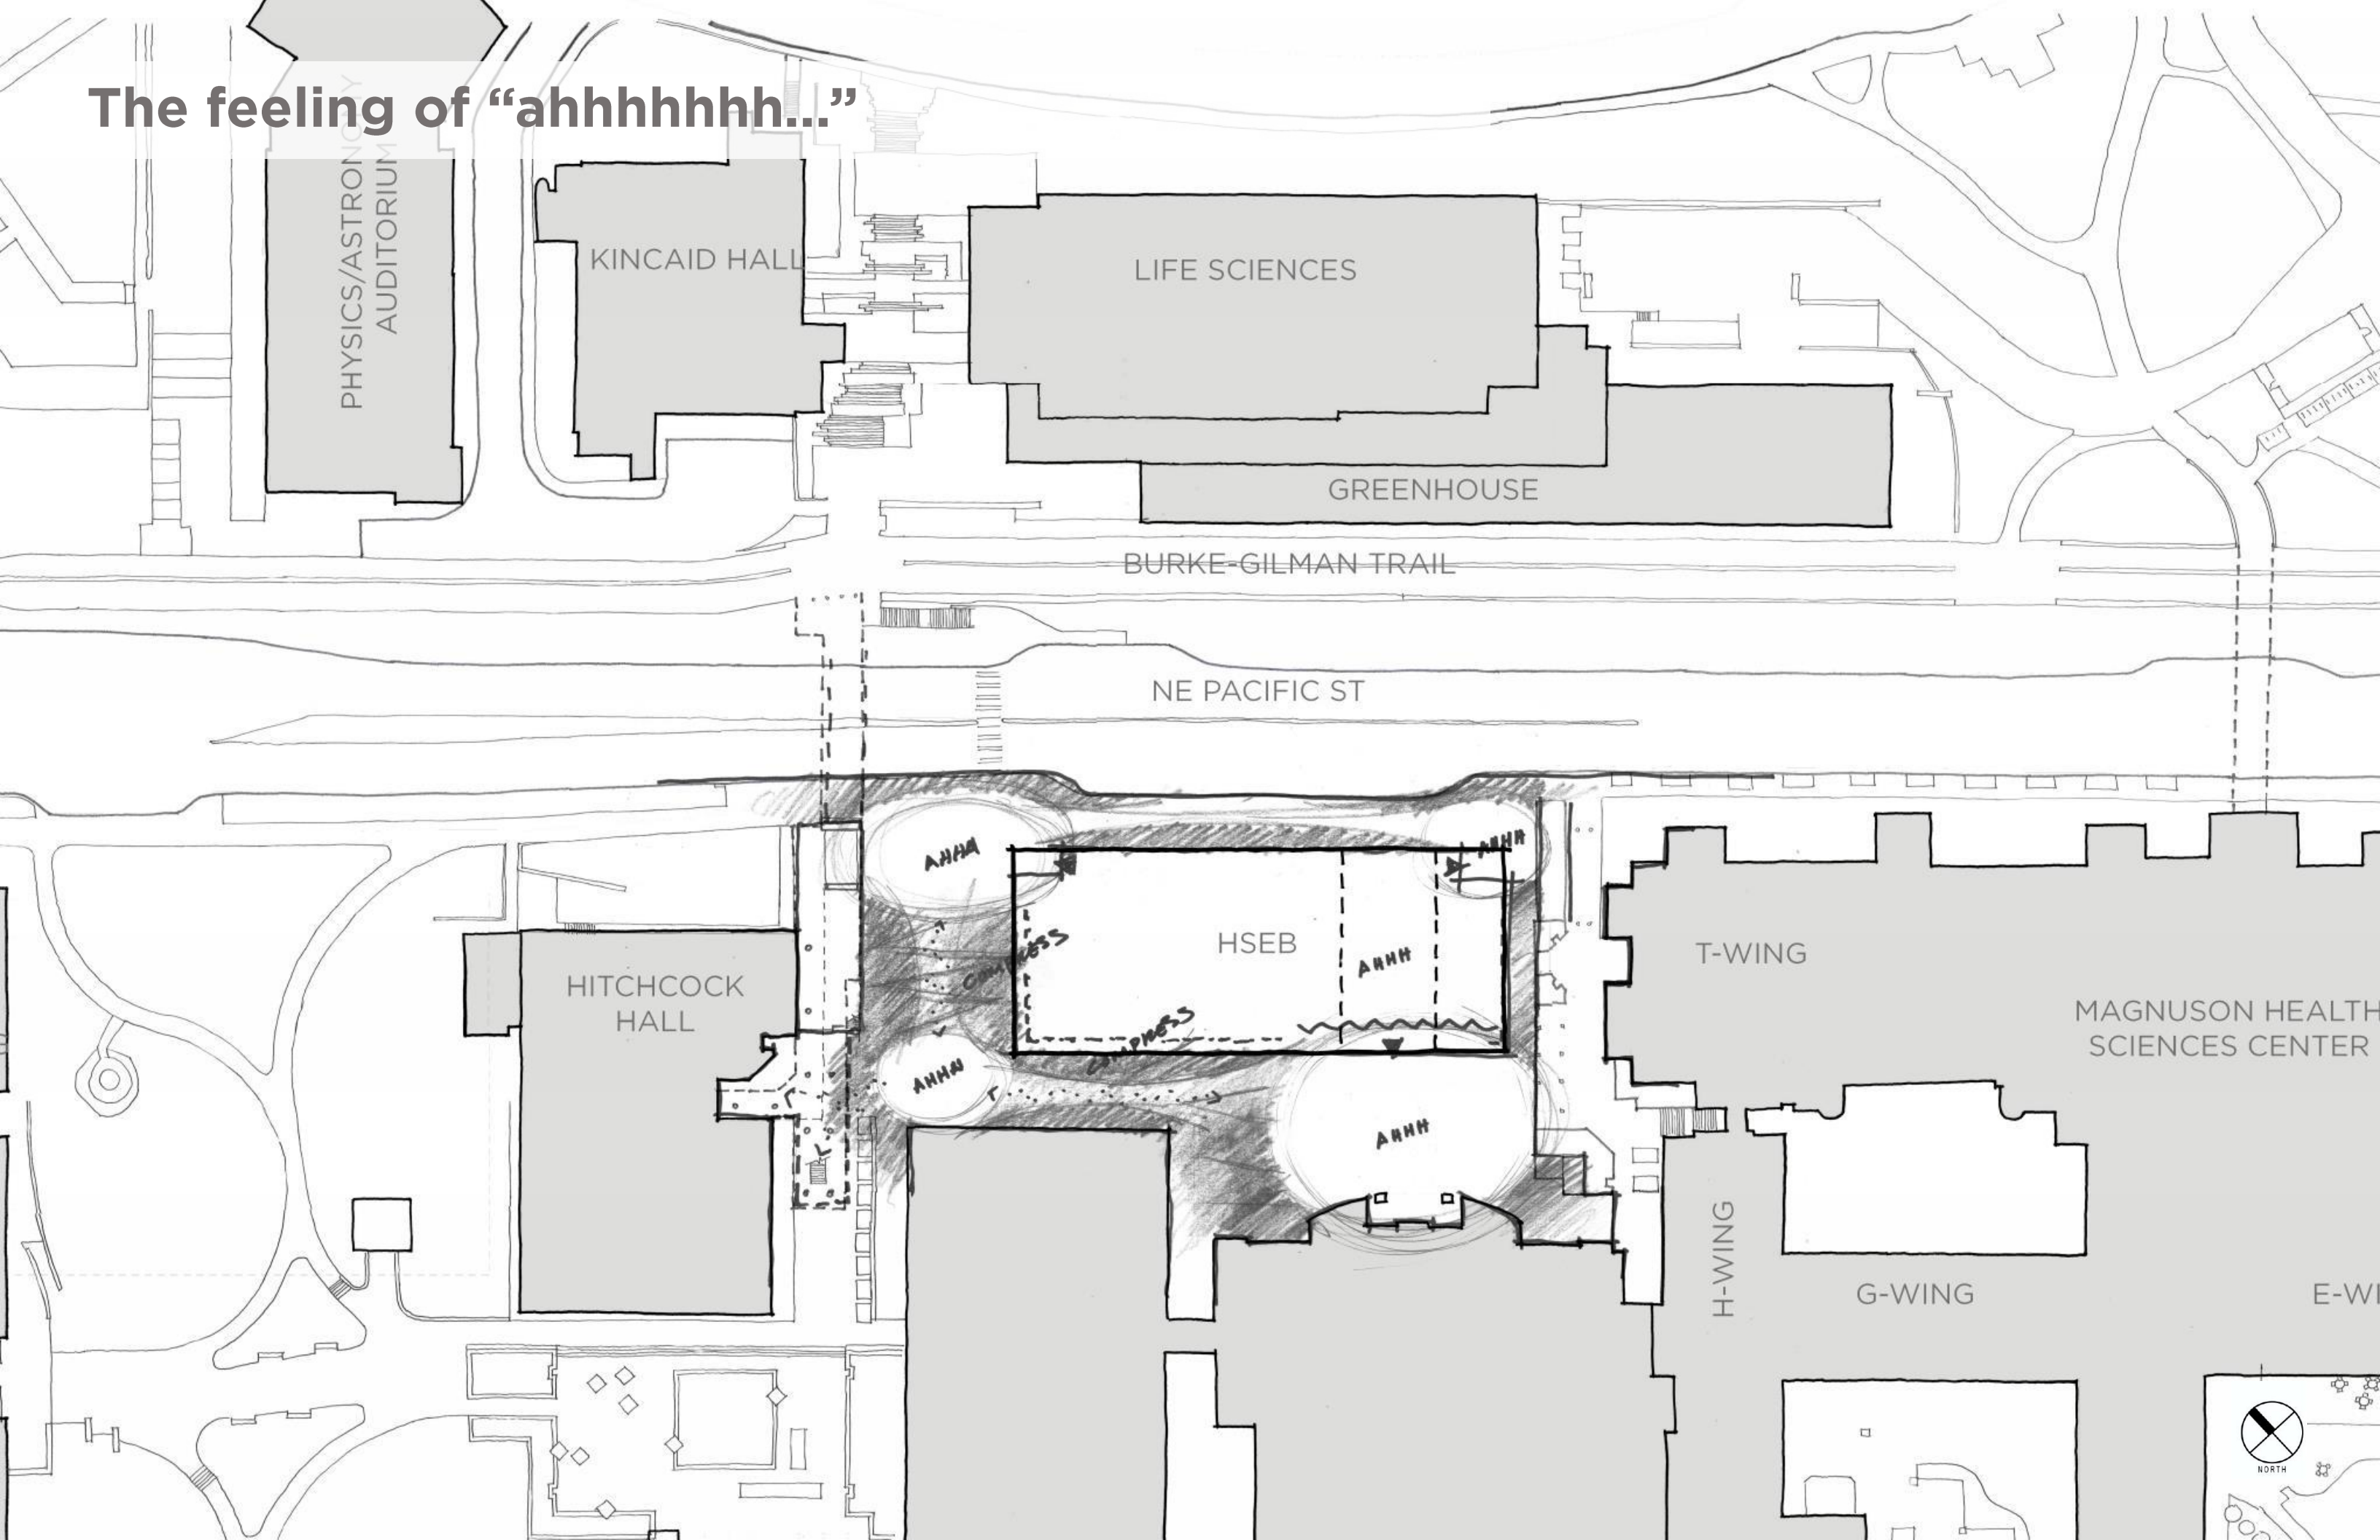 The feeling of “ahhhhhhh...”
PHYSICS/ASTRONOMY
AUDITORIUM
KINCAID HALL
LIFE SCIENCES
GREENHOUSE
BURKE-GILMAN TRAIL
NE PACIFIC ST
AHHH
AHHH
COMPRESS
HSEB
AHHH
T-WING
HITCHCOCK
HALL
MAGNUSON HEALTH
SCIENCES CENTER
COMPRESS
AHHH
AHHH
H-WING
G-WING
E-WI
NORTH